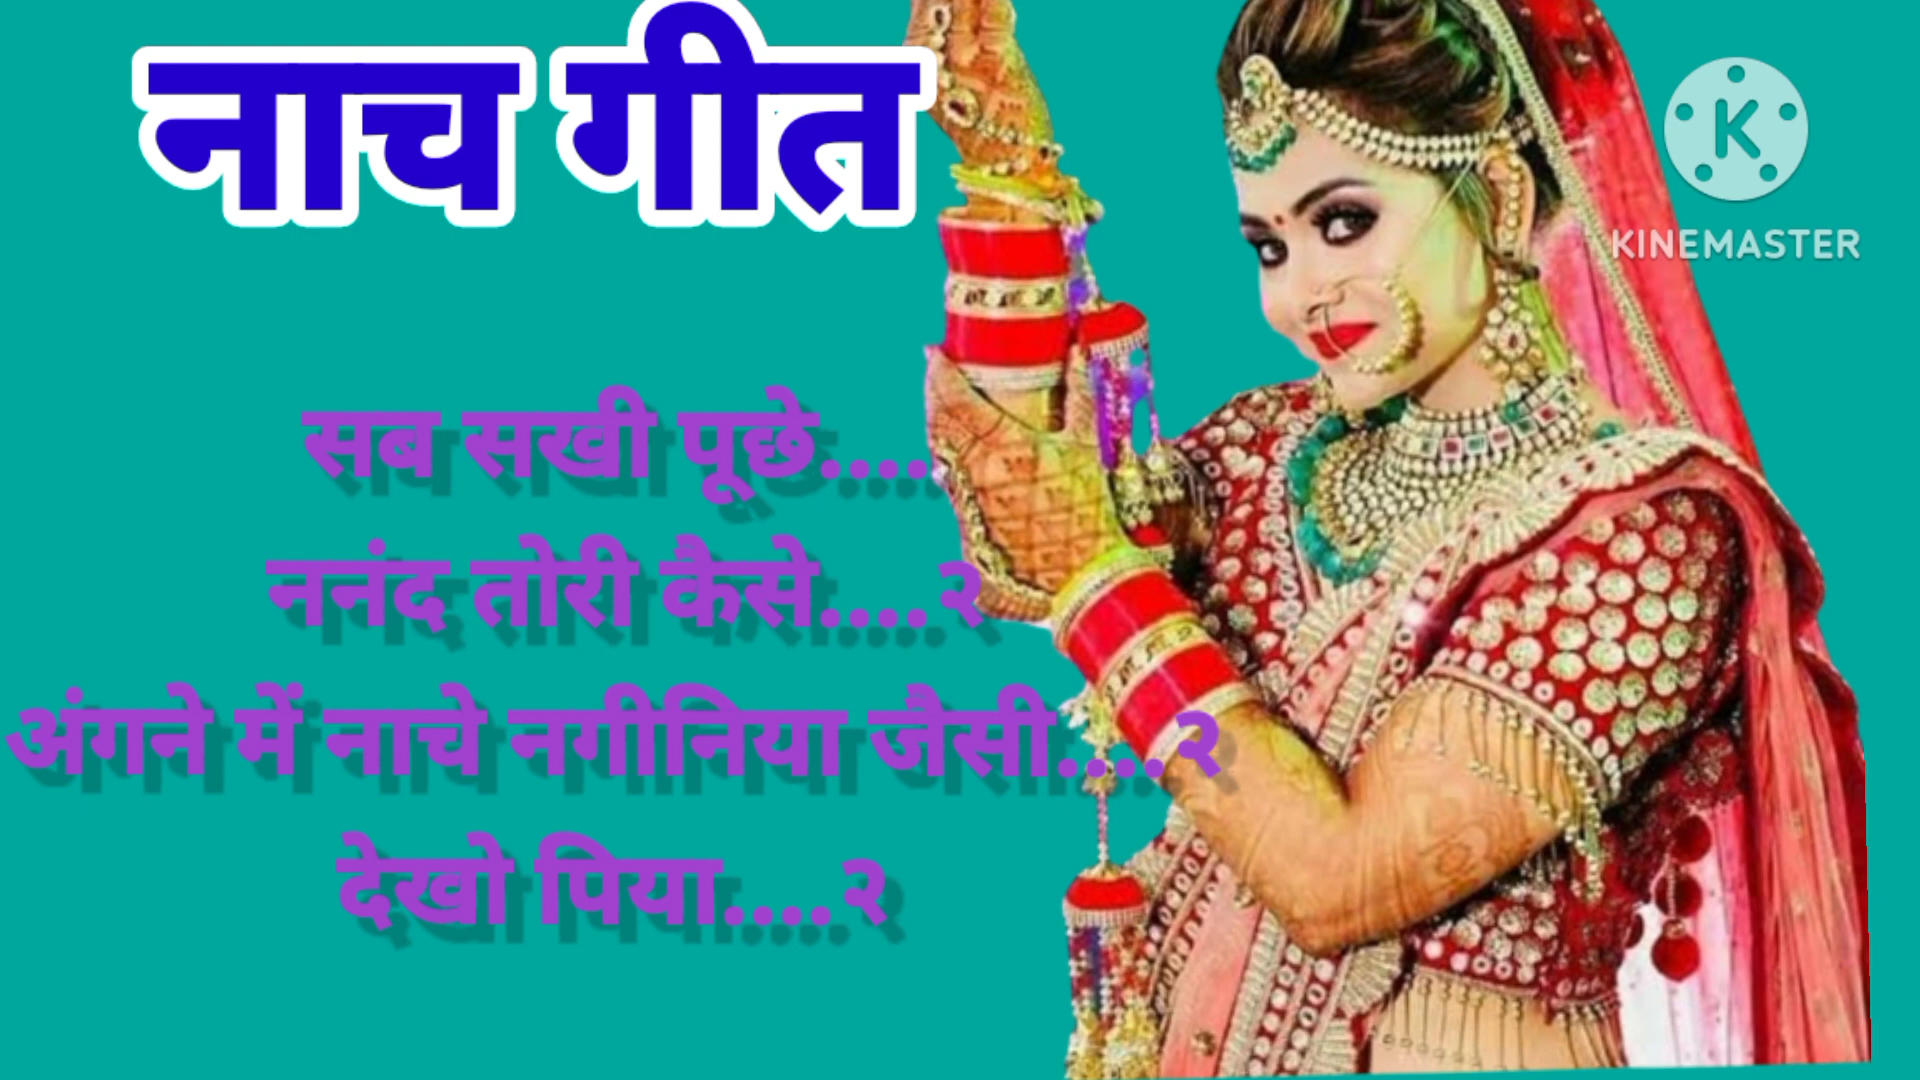 नाच गीत
K
KINEMASTER
सब सखी पूछे....
ननंद तोरी कैसे....२
अंगने में नाचे नगीनिया जैसी....२
देखो पिया....२